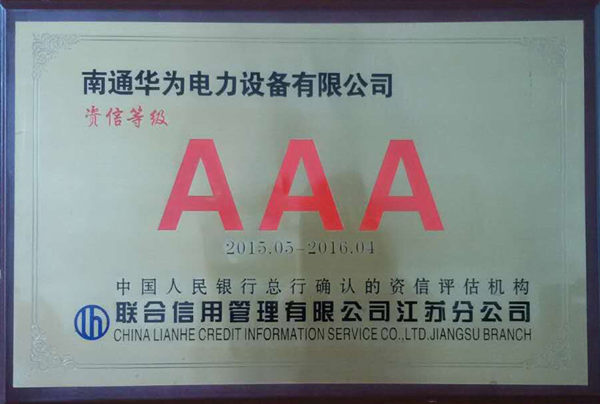 南通华为电力设备有限公司
资信等级
AAA
2015.05-2016.04
中国人民银行总行确认的资信评估机构
联合信用管理有限公司江苏分公司
CHINA LIANHE CREDIT INFORMATION SERVICE CO.,LTD.JIANGSU BRANCH